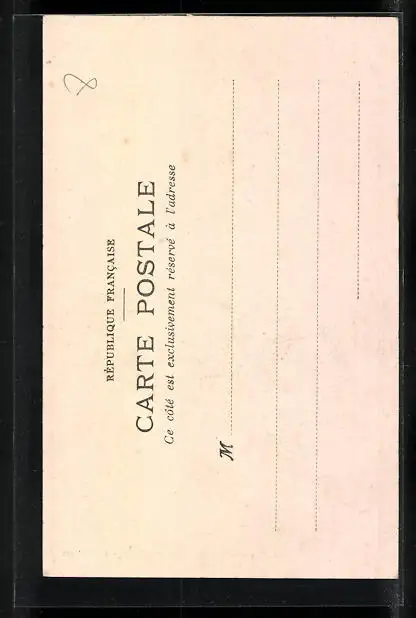 RÉPUBLIQUE FRANÇAISE
CARTE POSTALE
Ce côté est exclusivement réservé à l'adresse
M
8